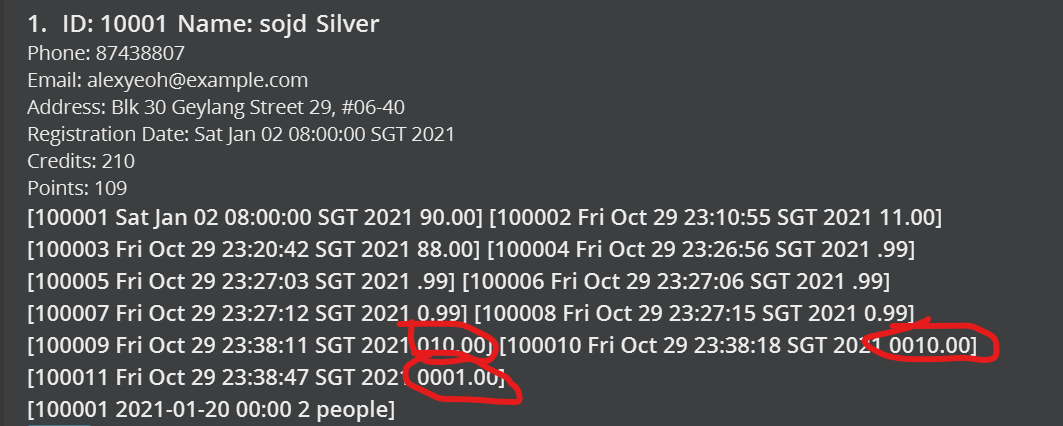 1. ID: 10001 Name: sojd Silver
Phone: 87438807
Email: alexyeoh@example.com
Address: Blk 30 Geylang Street 29, #06-40
Registration Date: Sat Jan 02 08:00:00 SGT 2021
Credits: 210
Points: 109
[100001 Sat Jan 02 08:00:00 SGT 2021 90.00] [100002 Fri Oct 29 23:10:55 SGT 2021 11.00]
[100003 Fri Oct 29 23:20:42 SGT 2021 88.00] [100004 Fri Oct 29 23:26:56 SGT 2021 .99]
[100005 Fri Oct 29 23:27:03 SGT 2021 .99] [100006 Fri Oct 29 23:27:06 SGT 2021 .99]
[100007 Fri Oct 29 23:27:12 SGT 2021 0.99] [100008 Fri Oct 29 23:27:15 SGT 2021 0.99]
[100009 Fri Oct 29 23:38:11 SGT 2021 010.00] [100010 Fri Oct 29 23:38:18 SGT 2021 0010.00]
[100011 Fri Oct 29 23:38:47 SGT 2021 0001.00]
[100001 2021-01-20 00:00 2 people]